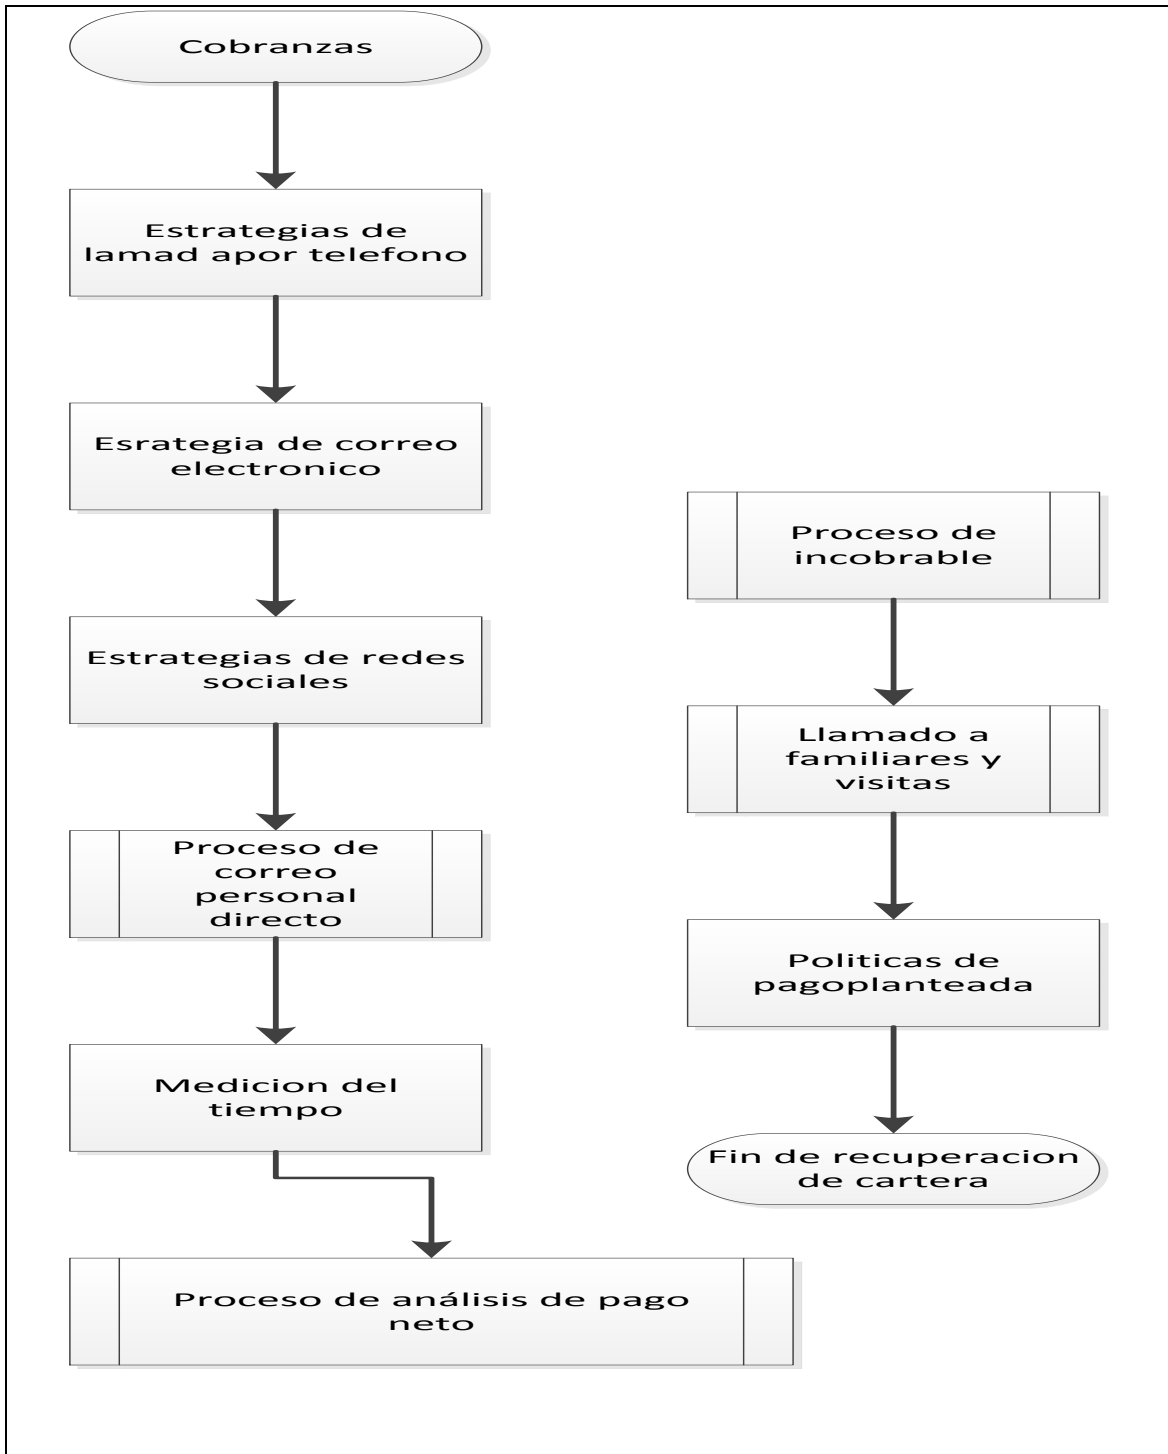 Cobranzas
Estrategias de
lamad apor telefono
Esrategia de correo
electronico
Estrategias de redes
sociales
Proceso de
correo
personal
directo
Medicion del
tiempo
Proceso de análisis de pago
neto
Proceso de
incobrable
Llamado a
familiares y
visitas
Politicas de
pagoplanteada
Fin de recuperacion
de cartera